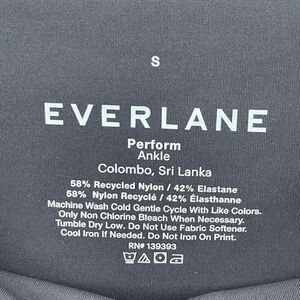 S
EVERLANE
Perform
Ankle
Colombo, Sri Lanka
58% Recycled Nylon / 42% Elastane
58% Nylon Recyclé / 42% Élasthanne
Machine Wash Cold Gentle Cycle With Like Colors.
Only Non Chlorine Bleach When Necessary.
Tumble Dry Low. Do Not Use Fabric Softener.
Cool Iron If Needed. Do Not Iron On Print.
RN# 139393